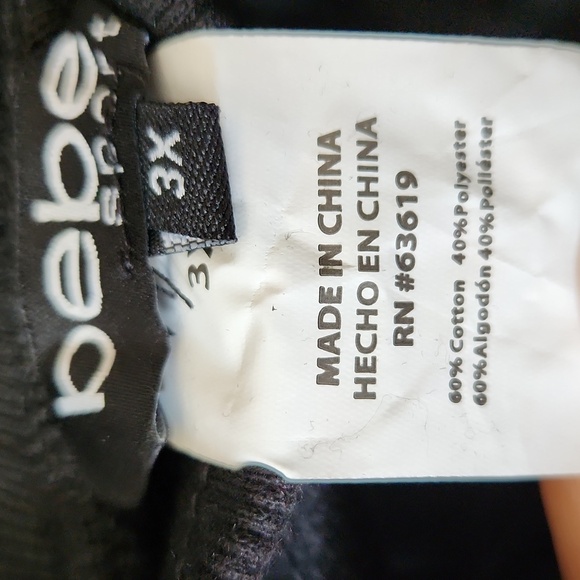 bebe
sport
3X
3
MADE IN CHINA
HECHO EN CHINA
RN #63619
60% Cotton 40%Polyester
60%Algodón 40%Poliéster